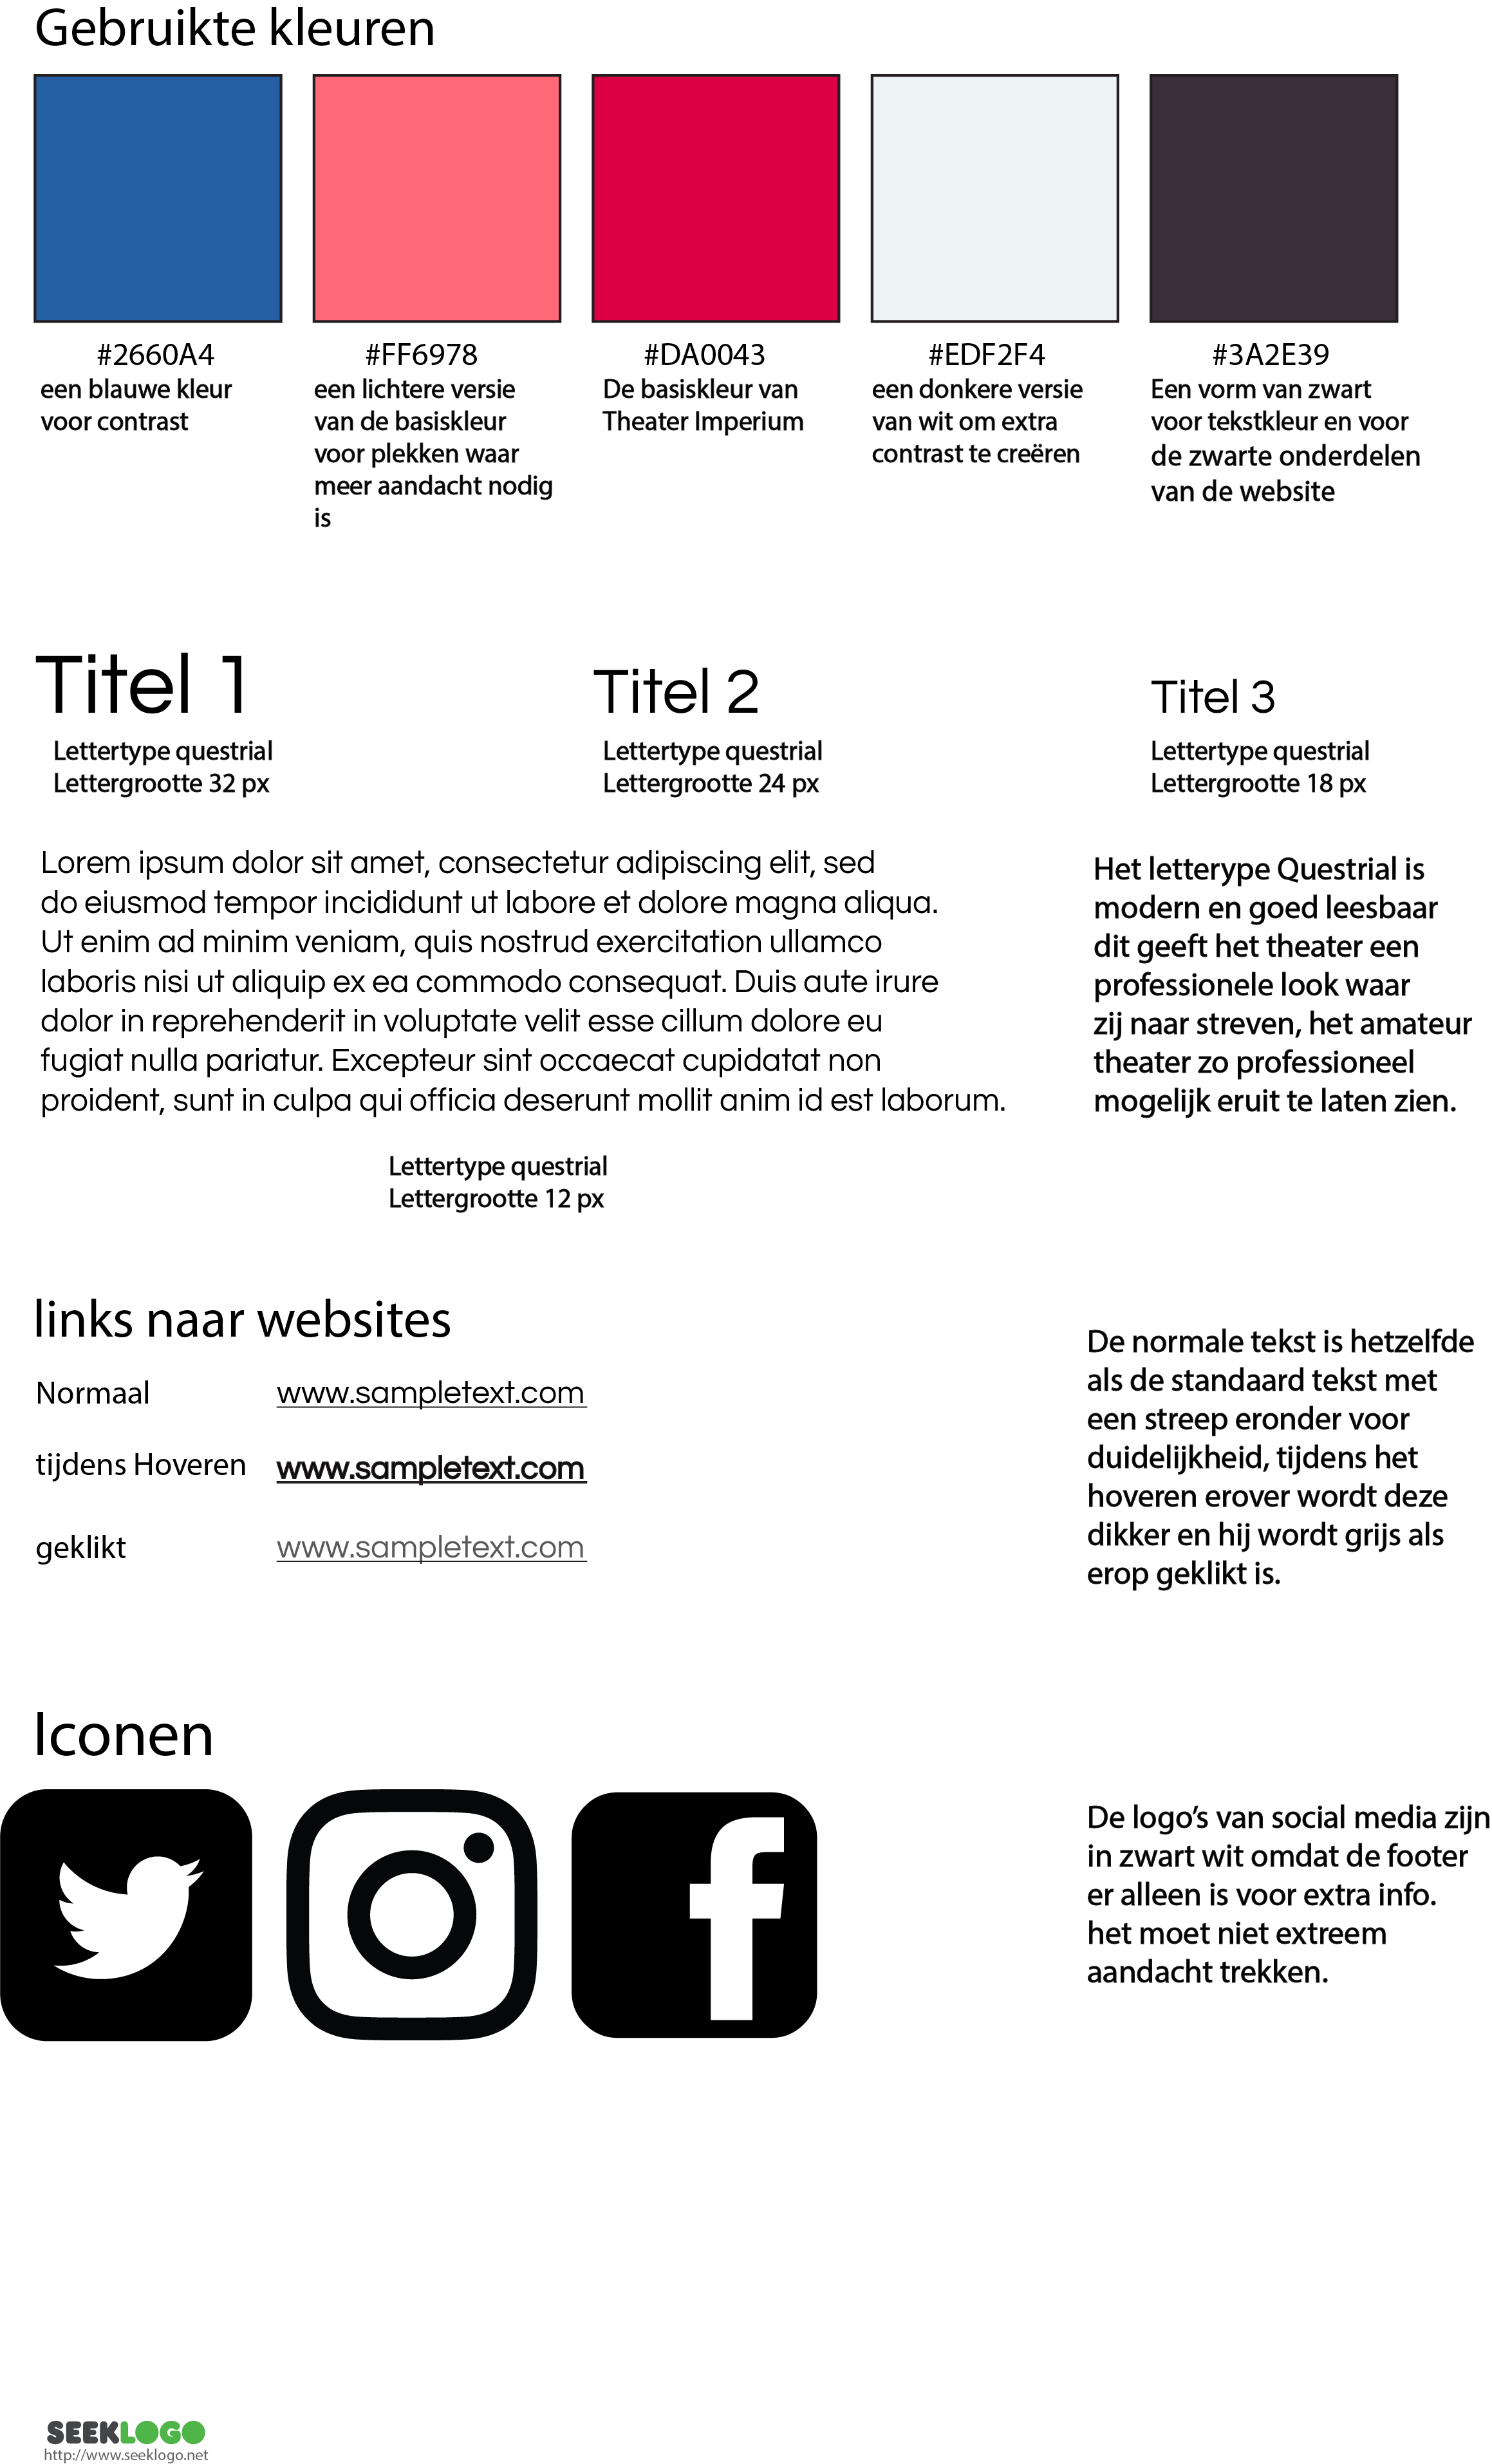 Gebruikte kleuren
#2660A4
een blauwe kleur
voor contrast
#FF6978
een lichtere versie
van de basiskleur
voor plekken waar
meer aandacht nodig
is
#DA0043
De basiskleur van
Theater Imperium
#EDF2F4
een donkere versie
van wit om extra
contrast te creëren
#3A2E39
Een vorm van zwart
voor tekstkleur en voor
de zwarte onderdelen
van de website
Titel 1
Lettertype questrial
Lettergrootte 32 px
Titel 2
Lettertype questrial
Lettergrootte 24 px
Titel 3
Lettertype questrial
Lettergrootte 18 px
Lorem ipsum dolor sit amet, consectetur adipiscing elit, sed
do eiusmod tempor incididunt ut labore et dolore magna aliqua.
Ut enim ad minim veniam, quis nostrud exercitation ullamco
laboris nisi ut aliquip ex ea commodo consequat. Duis aute irure
dolor in reprehenderit in voluptate velit esse cillum dolore eu
fugiat nulla pariatur. Excepteur sint occaecat cupidatat non
proident, sunt in culpa qui officia deserunt mollit anim id est laborum.
Lettertype questrial
Lettergrootte 12 px
Het letterype Questrial is
modern en goed leesbaar
dit geeft het theater een
professionele look waar
zij naar streven, het amateur
theater zo professioneel
mogelijk eruit te laten zien.
links naar websites
Normaal www.sampletext.com
tijdens Hoveren www.sampletext.com
geklikt www.sampletext.com
De normale tekst is hetzelfde
als de standaard tekst met
een streep eronder voor
duidelijkheid, tijdens het
hoveren erover wordt deze
dikker en hij wordt grijs als
erop geklikt is.
Iconen
De logo’s van social media zijn
in zwart wit omdat de footer
er alleen is voor extra info.
het moet niet extreem
aandacht trekken.
SEEKLOGO
http://www.seeklogo.net